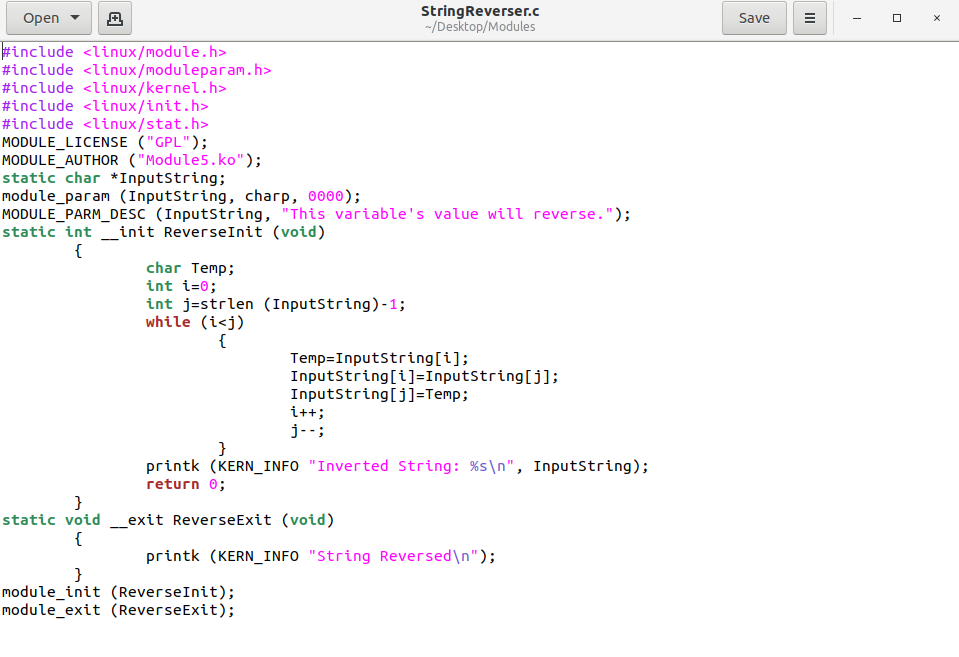 Open
StringReverser.c
~/Desktop/Modules
Save
#include <linux/module.h>
#include <linux/moduleparam.h>
#include <linux/kernel.h>
#include <linux/init.h>
#include <linux/stat.h>
MODULE_LICENSE ("GPL");
MODULE_AUTHOR ("Module5.ko");
static char *InputString;
module_param (InputString, charp, 0000);
MODULE_PARM_DESC (InputString, "This variable's value will reverse.");
static int __init ReverseInit (void)
        {
                char Temp;
                int i=0;
                int j=strlen (InputString)-1;
                while (i<j)
                        {
                                Temp=InputString[i];
                                InputString[i]=InputString[j];
                                InputString[j]=Temp;
                                i++;
                                j--;
                        }
                printk (KERN_INFO "Inverted String: %s\n", InputString);
                return 0;
        }
static void __exit ReverseExit (void)
        {
                printk (KERN_INFO "String Reversed\n");
        }
module_init (ReverseInit);
module_exit (ReverseExit);